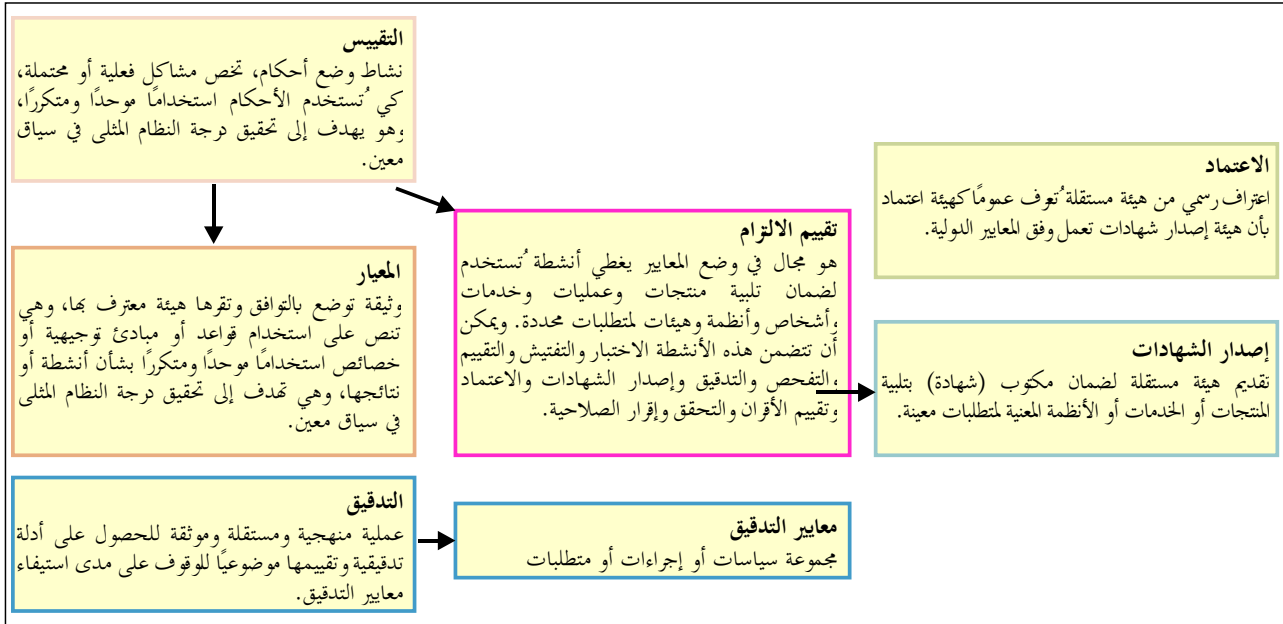 التقييس
نشاط وضع أحكام، تخص مشاكل فعلية أو محتملة،
كي تُستخدم الأحكام استخدامًا موحدًا ومتكررًا،
وهو يهدف إلى تحقيق درجة النظام المثلى في سياق
معين.
الاعتماد
اعتراف رسمي من هيئة مستقلة تُعرف عمومًا كهيئة اعتماد
بأن هيئة إصدار شهادات تعمل وفق المعايير الدولية.
تقييم الالتزام
هو مجال في وضع المعايير يغطي أنشطة تُستخدم
لضمان تلبية منتجات وعمليات وخدمات
وأشخاص وأنظمة وهيئات لمتطلبات محددة. ويمكن
أن تتضمن هذه الأنشطة الاختبار والتفتيش والتقييم
والتفحص والتدقيق وإصدار الشهادات والاعتماد
وتقييم الأقران والتحقق وإقرار الصلاحية.
المعيار
وثيقة توضع بالتوافق وتقرها هيئة معترف بها، وهي
تنص على استخدام قواعد أو مبادئ توجيهية أو
خصائص استخدامًا موحدًا ومتكررًا بشأن أنشطة أو
نتائجها، وهي تهدف إلى تحقيق درجة النظام المثلى
في سياق معين.
إصدار الشهادات
تقديم هيئة مستقلة لضمان مكتوب (شهادة) بتلبية
المنتجات أو الخدمات أو الأنظمة المعنية لمتطلبات معينة.
التدقيق
عملية منهجية ومستقلة وموثقة للحصول على أدلة
تدقيقية وتقييمها موضوعيًا للوقوف على مدى استيفاء
معايير التدقيق.
معايير التدقيق
مجموعة سياسات أو إجراءات أو متطلبات